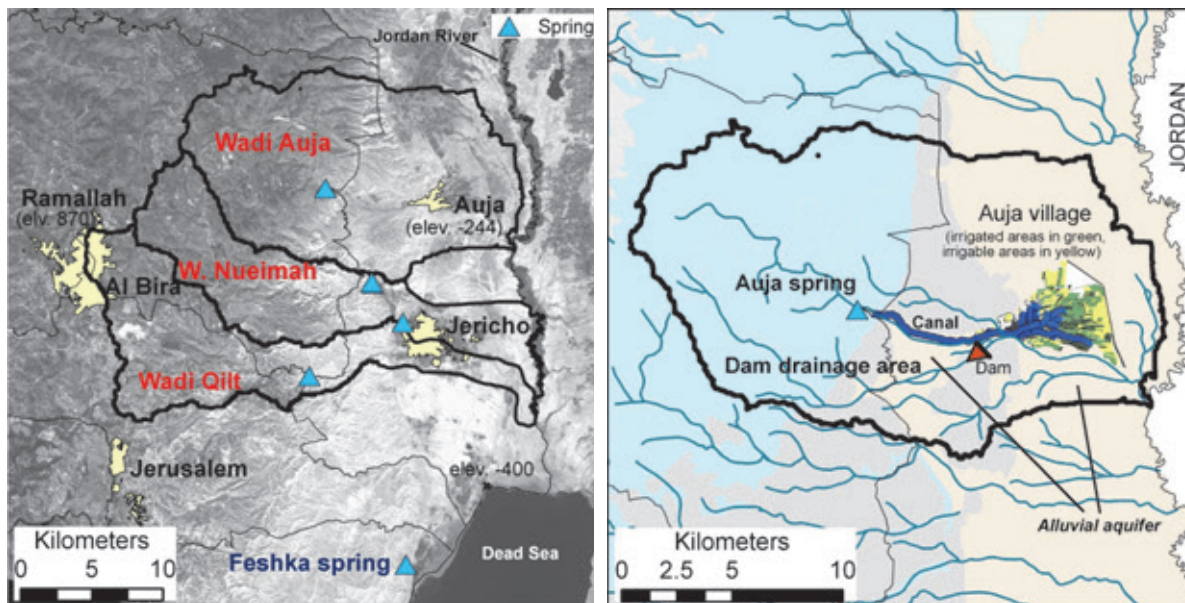 Spring
Jordan River
Wadi Auja
Ramallah
(elv. 870)
Auja
(elev. -244)
W. Nueimah
Al Bira
Jericho
Wadi Qilt
Jerusalem
elev. -400
Kilometers
0 5 10
Feshka spring
Dead Sea
JORDAN
Auja village
(irrigated areas in green,
irrigable areas in yellow)
Auja spring
Canal
Dam drainage area
Dam
Alluvial aquifer
Kilometers
0 2.5 5 10